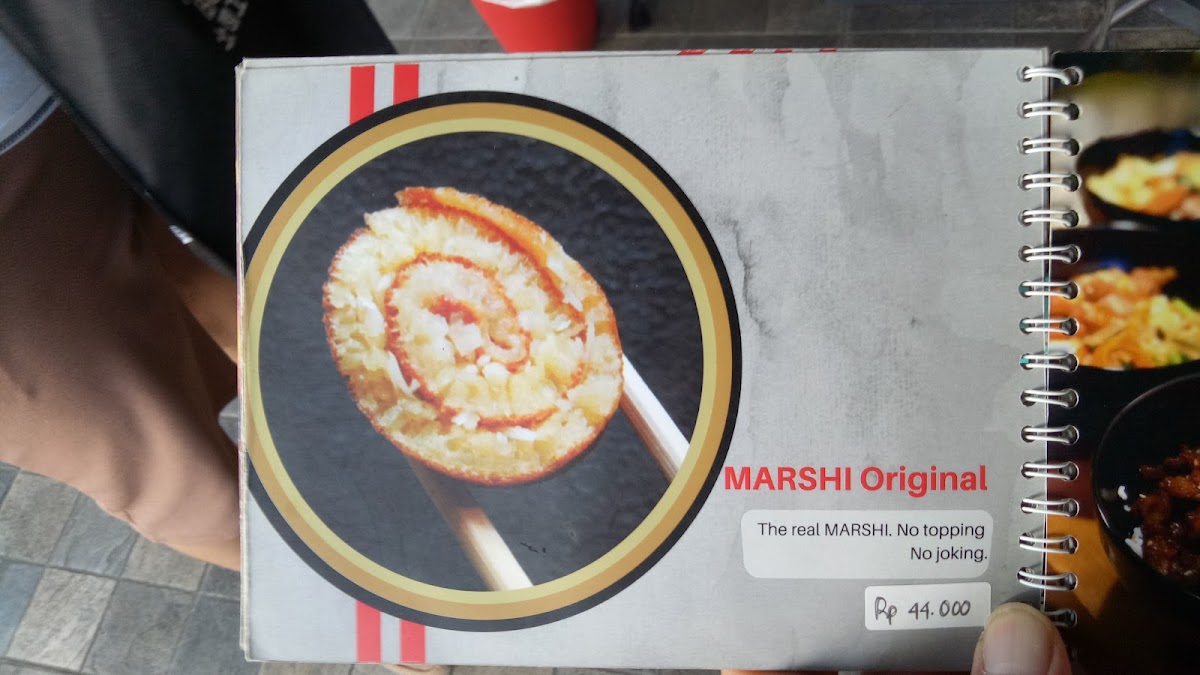 MARSHI Original
The real MARSHI. No topping
No joking.
Rp 44.000